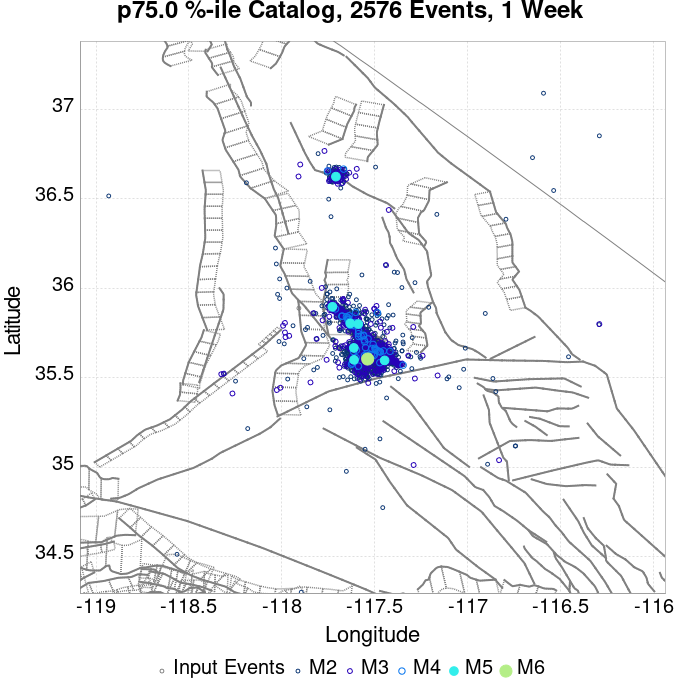 p75.0 %-ile Catalog, 2576 Events, 1 Week
37
36.5
36
35.5
35
34.5
Latitude
-119 -118.5 -118 -117.5 -117 -116.5 -116
Longitude
Input Events M2 M3 M4 M5 M6